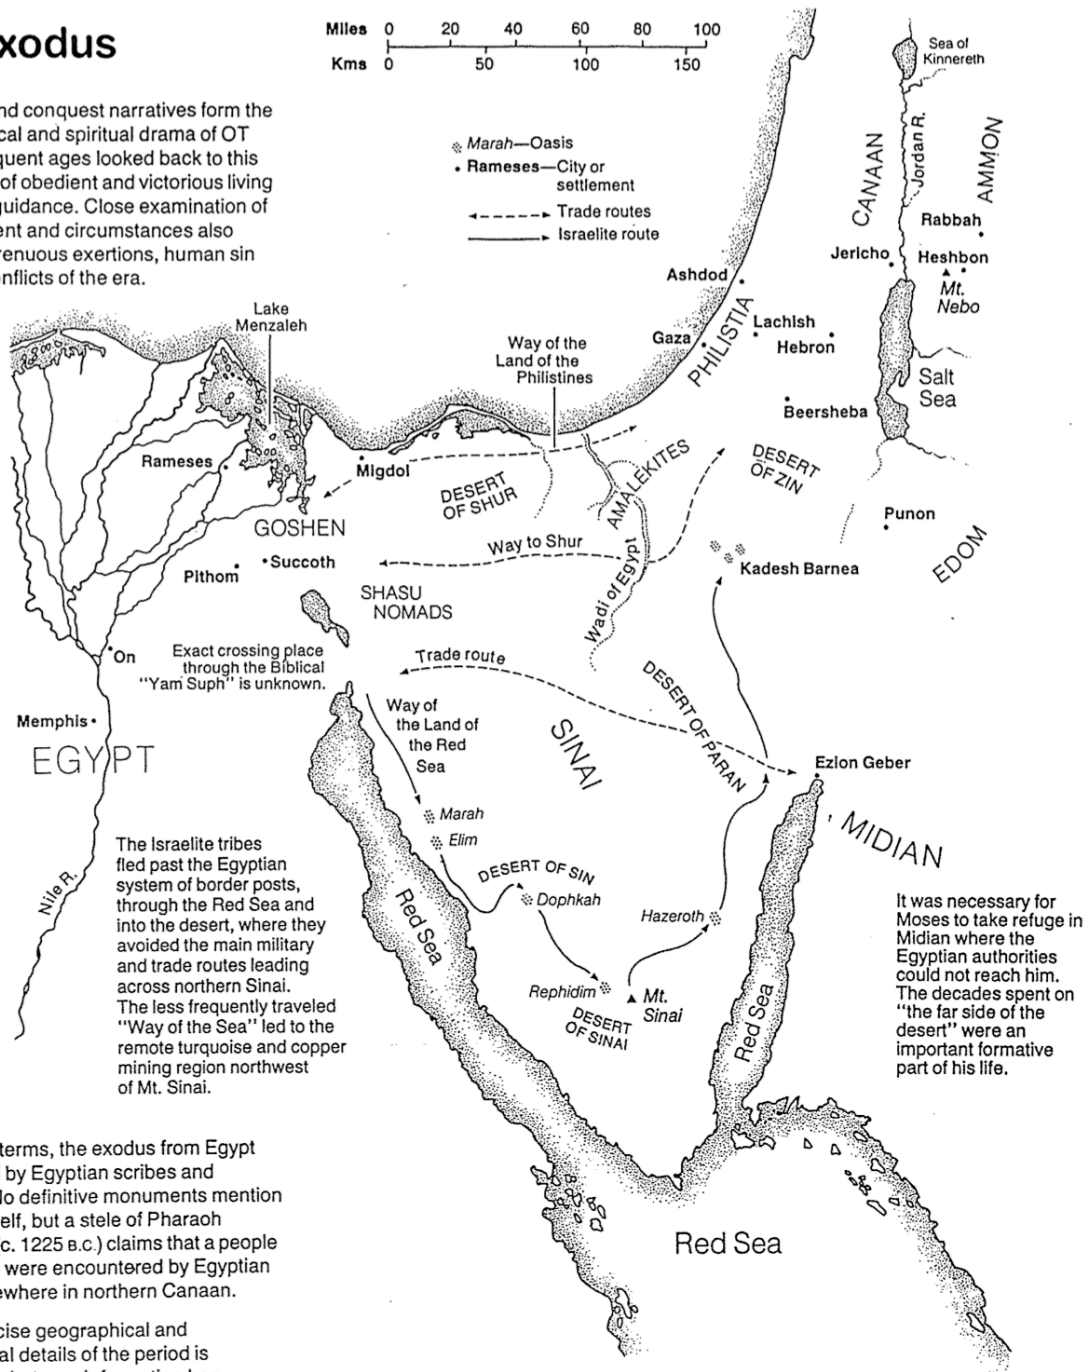 xodus
nd conquest narratives form the
cal and spiritual drama of OT
quent ages looked back to this
of obedient and victorious living
guidance. Close examination of
ent and circumstances also
renuous exertions, human sin
nflicts of the era.
Miles 0 20 40 60 80 100
Kms 0 50 100 150
Marah—Oasis
Rameses—City or
settlement
Trade routes
Israelite route
Sea of
Kinnereth
CANAAN
Jordan R.
AMMON
Rabbah
Jericho
Heshbon
Mt.
Nebo
Ashdod
Lachish
Gaza
Hebron
PHILISTIA
Salt
Sea
Beersheba
Lake
Menzaleh
Way of the
Land of the
Philistines
Rameses
Migdol
DESERT
OF SHUR
AMALEKITES
DESERT
OF ZIN
Punon
EDOM
GOSHEN
Way to Shur
Succoth
Pithom
Kadesh Barnea
Wadi of Egypt
SHASU
NOMADS
On
Exact crossing place
through the Biblical
"Yam Suph" is unknown.
Trade route
Memphis
EGYPT
Way of
the Land of
the Red
Sea
SINAI
DESERT OF PARAN
Ezion Geber
MIDIAN
Marah
Elim
DESERT OF SIN
Dophkah
Hazeroth
Rephidim
Mt.
Sinai
DESERT
OF SINAI
Nile R.
Red Sea
Red Sea
The Israelite tribes
fled past the Egyptian
system of border posts,
through the Red Sea and
into the desert, where they
avoided the main military
and trade routes leading
across northern Sinai.
The less frequently traveled
"Way of the Sea" led to the
remote turquoise and copper
mining region northwest
of Mt. Sinai.
It was necessary for
Moses to take refuge in
Midian where the
Egyptian authorities
could not reach him.
The decades spent on
"the far side of the
desert" were an
important formative
part of his life.
terms, the exodus from Egypt
by Egyptian scribes and
lo definitive monuments mention
elf, but a stele of Pharaoh
(c. 1225 B.C.) claims that a people
were encountered by Egyptian
ewhere in northern Canaan.
Red Sea
cise geographical and
al details of the period is